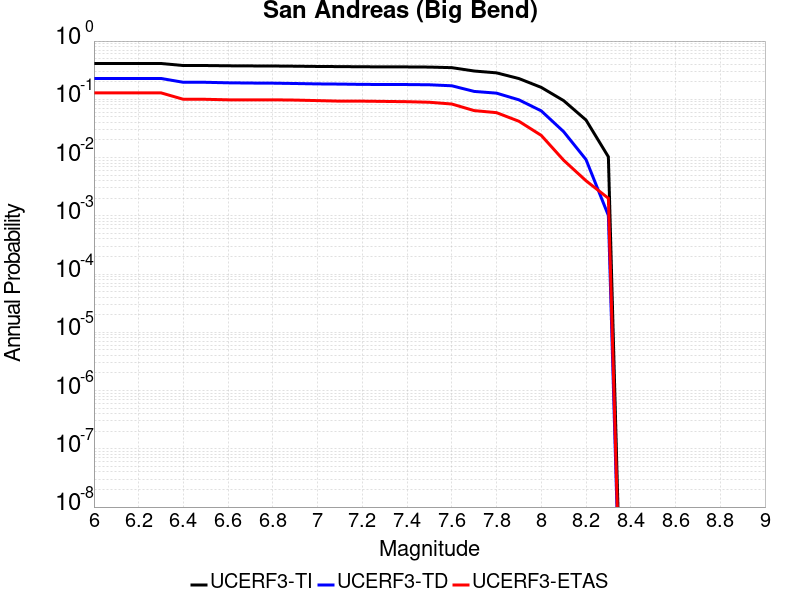 San Andreas (Big Bend)
10^0
10^-1
10^-2
10^-3
10^-4
10^-5
10^-6
10^-7
10^-8
Annual Probability
6 6.2 6.4 6.6 6.8 7 7.2 7.4 7.6 7.8 8 8.2 8.4 8.6 8.8 9
Magnitude
UCERF3-TI UCERF3-TD UCERF3-ETAS